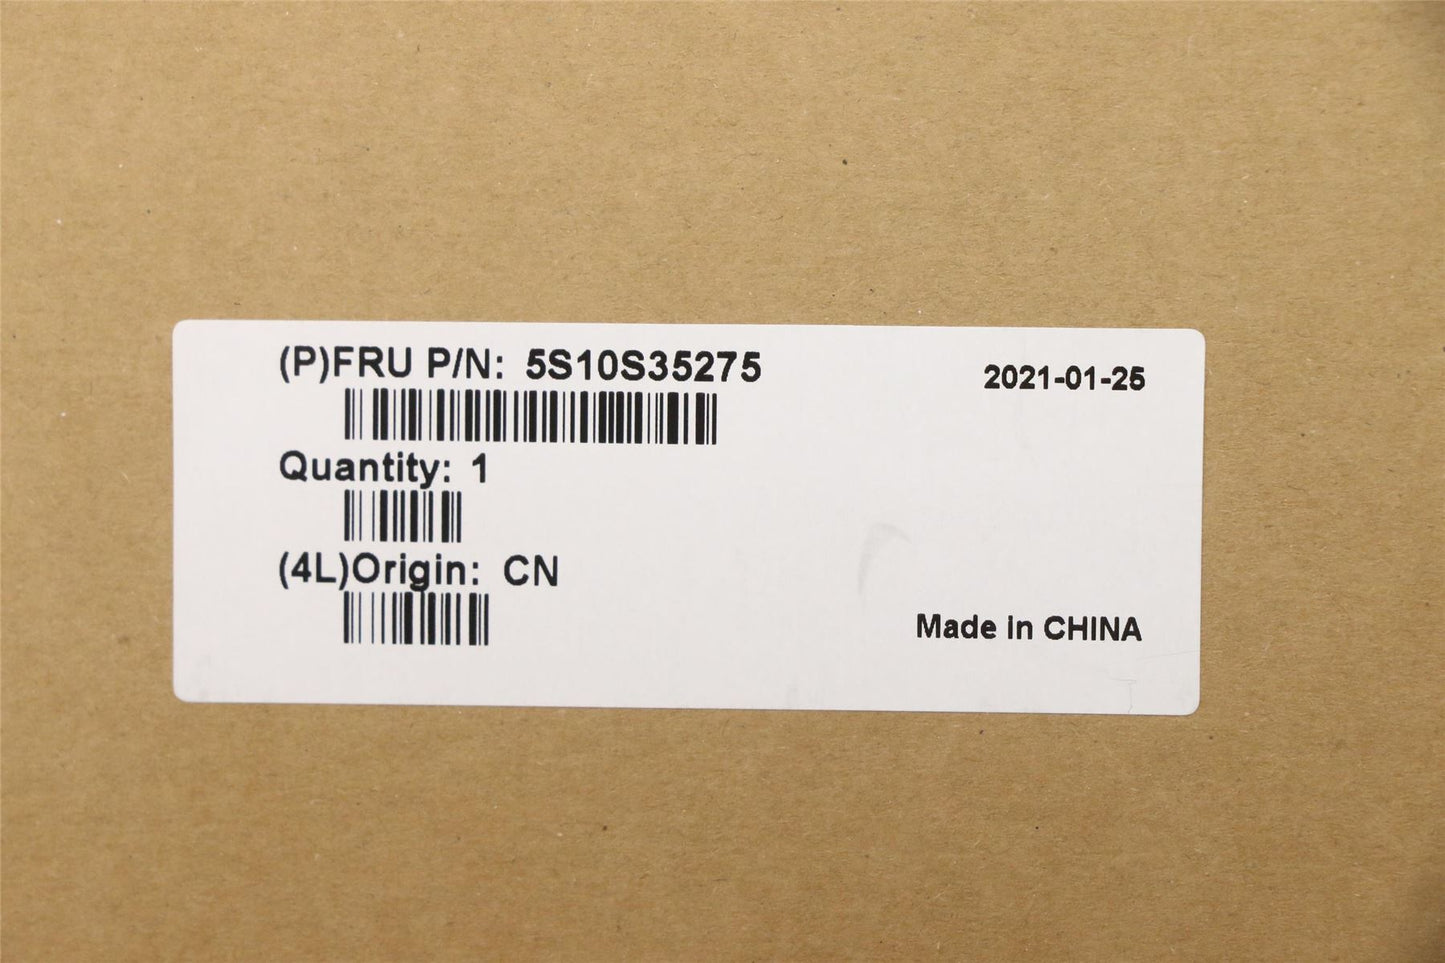 (P)FRU P/N: 5S10S35275
2021-01-25
Quantity: 1
(4L)Origin: CN
Made in CHINA